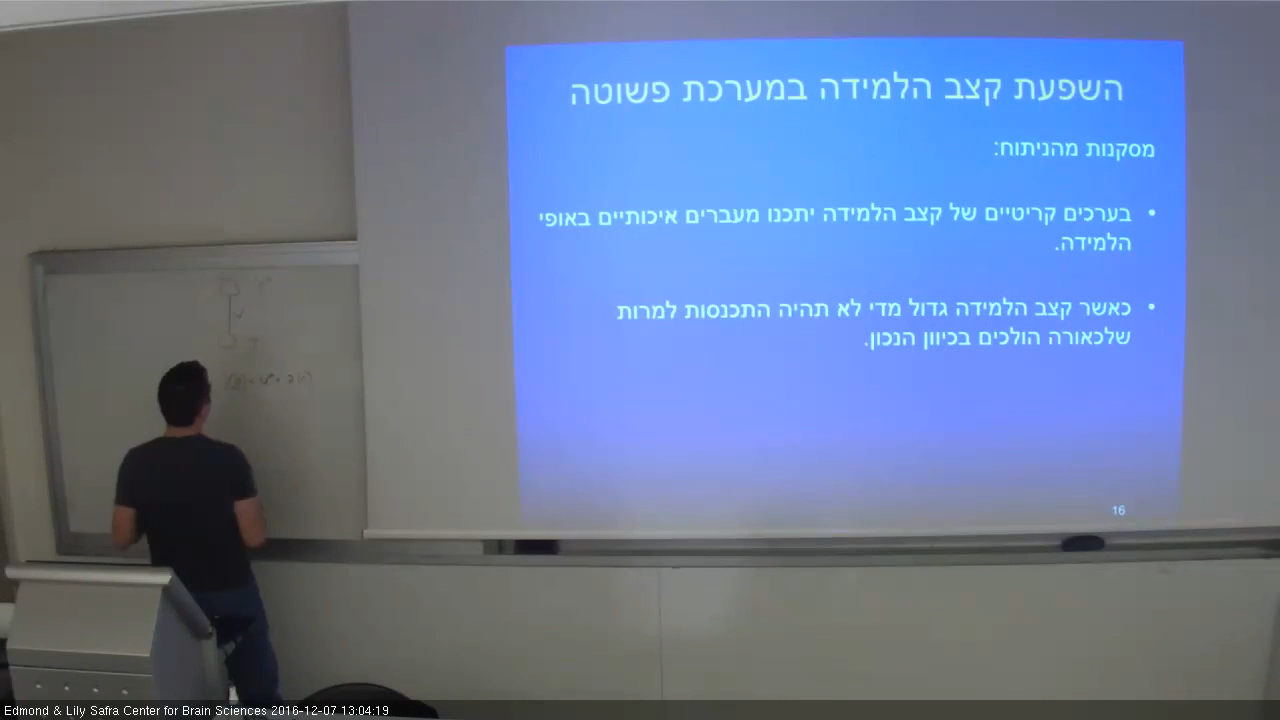 השפעת קצב הלמידה במערכת פשוטה
מסקנות מהניתוח:
• בערכים קריטיים של קצב הלמידה יתכנו מעברים איכותיים באופי
הלמידה.
• כאשר קצב הלמידה גדול מדי לא תהיה התכנסות למרות
שלכאורה הולכים בכיוון הנכון.
16
Edmond & Lily Safra Center for Brain Sciences 2016-12-07 13:04:19